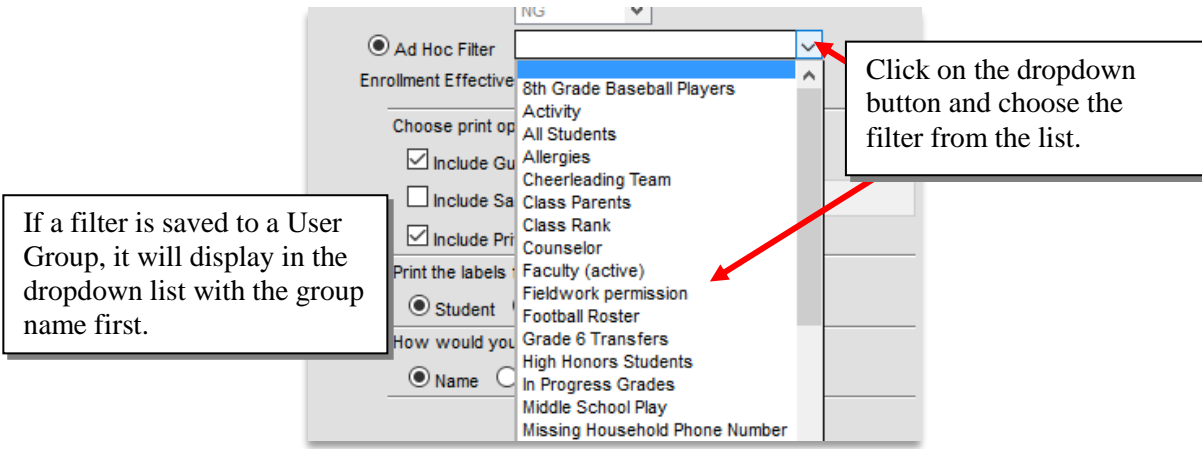 NG
Ad Hoc Filter
Enrollment Effective
8th Grade Baseball Players
Activity
Choose print op
All Students
Include Gu
Allergies
Cheerleading Team
Include Sa
Class Parents
Class Rank
Include Pri
Counselor
Print the labels
Faculty (active)
Fieldwork permission
Student
Football Roster
How would you
Grade 6 Transfers
High Honors Students
Name
In Progress Grades
Middle School Play
Missing Household Phone Number
Click on the dropdown
button and choose the
filter from the list.
If a filter is saved to a User
Group, it will display in the
dropdown list with the group
name first.